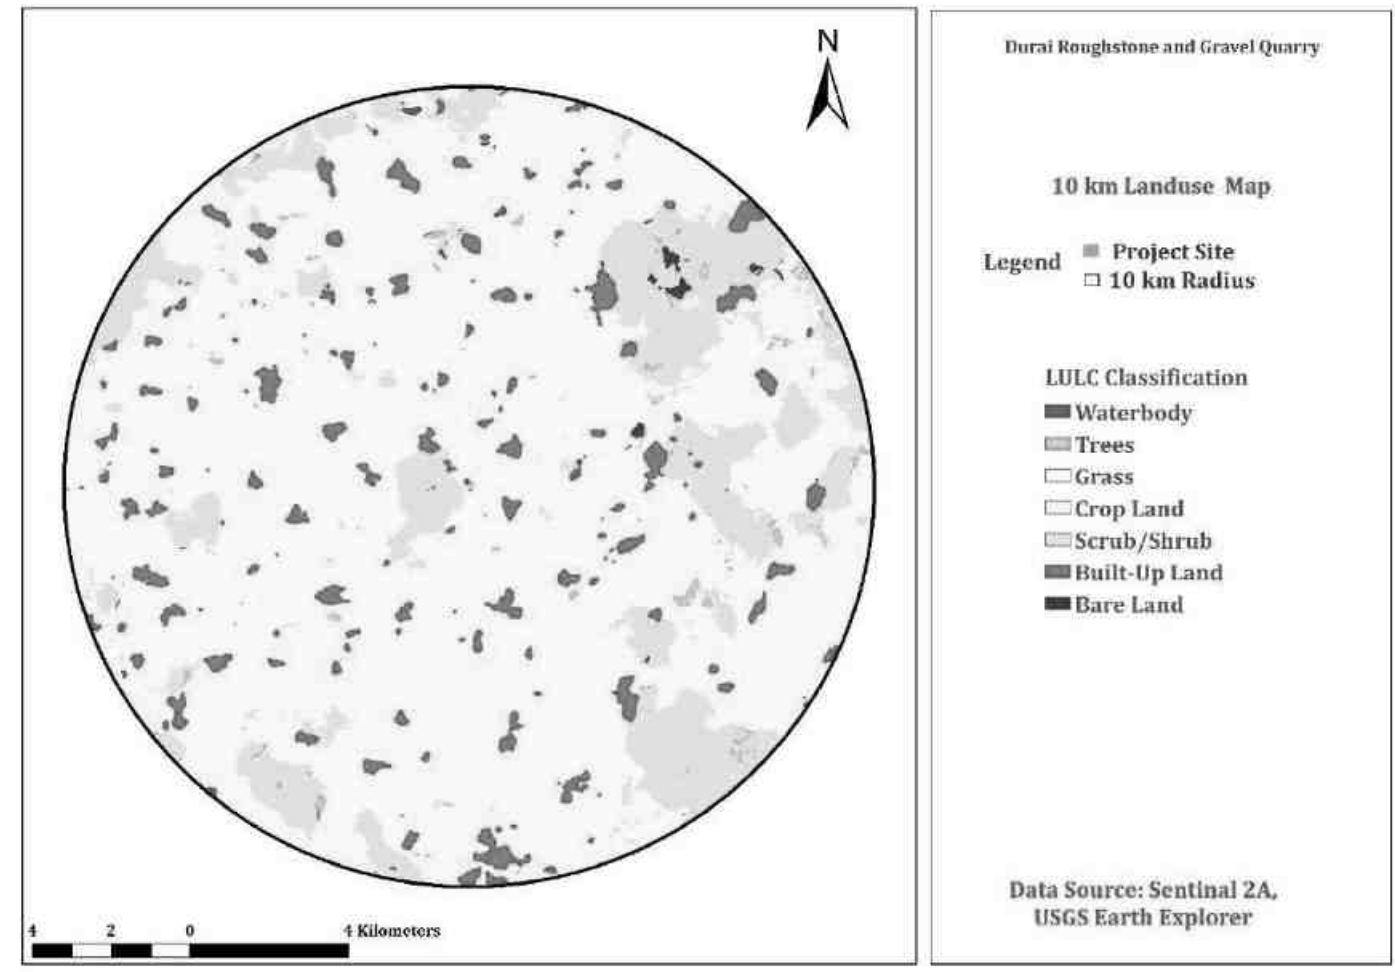 N
4 2 0 4 Kilometers
Durai Roughstone and Gravel Quarry
10 km Landuse Map
Legend
Project Site
10 km Radius
LULC Classification
Waterbody
Trees
Grass
Crop Land
Scrub/Shrub
Built-Up Land
Bare Land
Data Source: Sentinal 2A,
USGS Earth Explorer